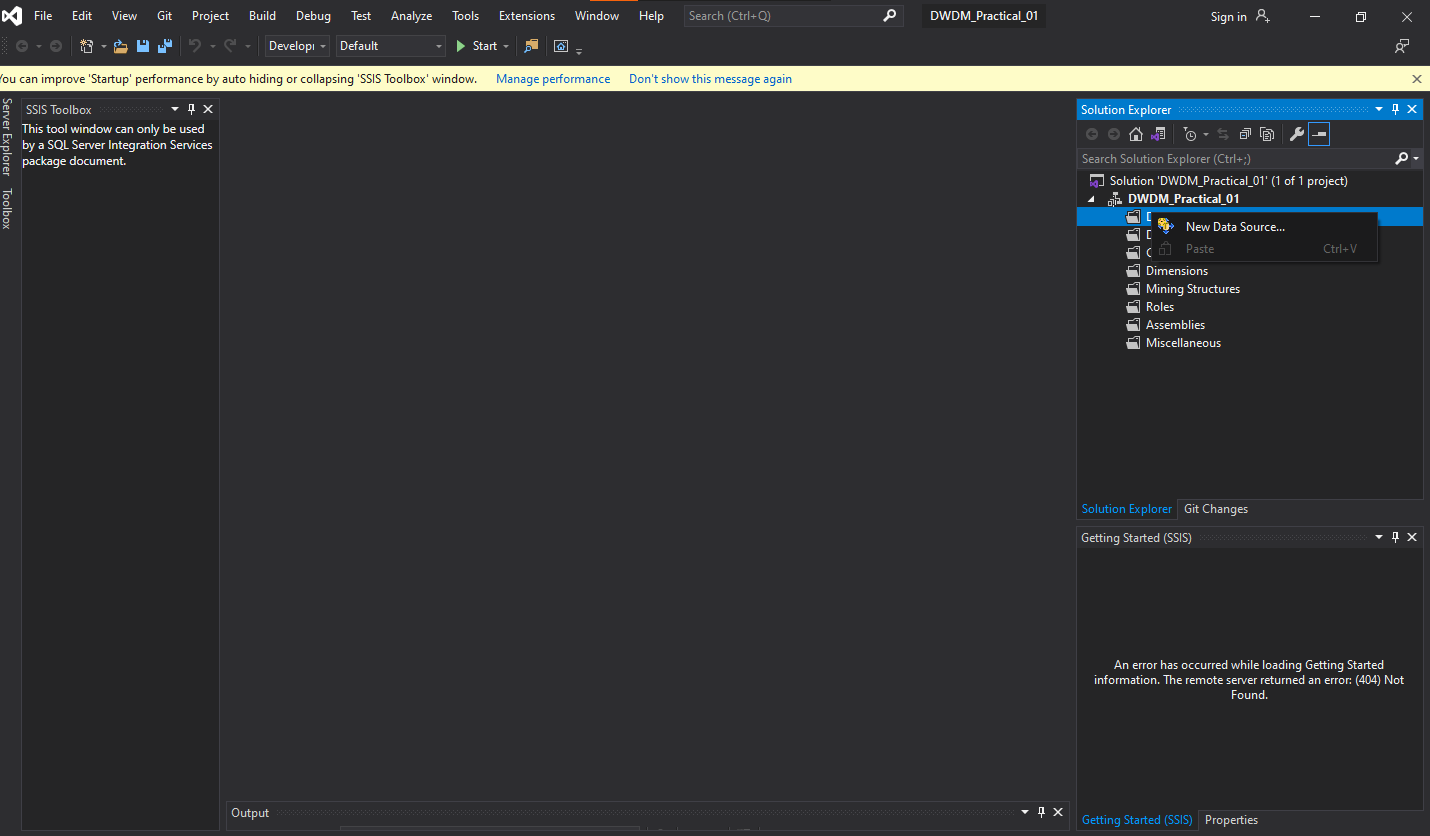 File Edit View Git Project Build Debug Test Analyze Tools Extensions Window Help Search (Ctrl+Q) DWDM_Practical_01 Sign in
Develop Default Start
You can improve 'Startup' performance by auto hiding or collapsing 'SSIS Toolbox' window. Manage performance Don't show this message again
Server Explorer
Toolbox
SSIS Toolbox
This tool window can only be used
by a SQL Server Integration Services
package document.
Solution Explorer
Search Solution Explorer (Ctrl+;)
Solution 'DWDM_Practical_01' (1 of 1 project)
DWDM_Practical_01
New Data Source...
Paste Ctrl+V
Dimensions
Mining Structures
Roles
Assemblies
Miscellaneous
Solution Explorer Git Changes
Getting Started (SSIS)
An error has occurred while loading Getting Started
information. The remote server returned an error: (404) Not
Found.
Getting Started (SSIS) Properties
Output